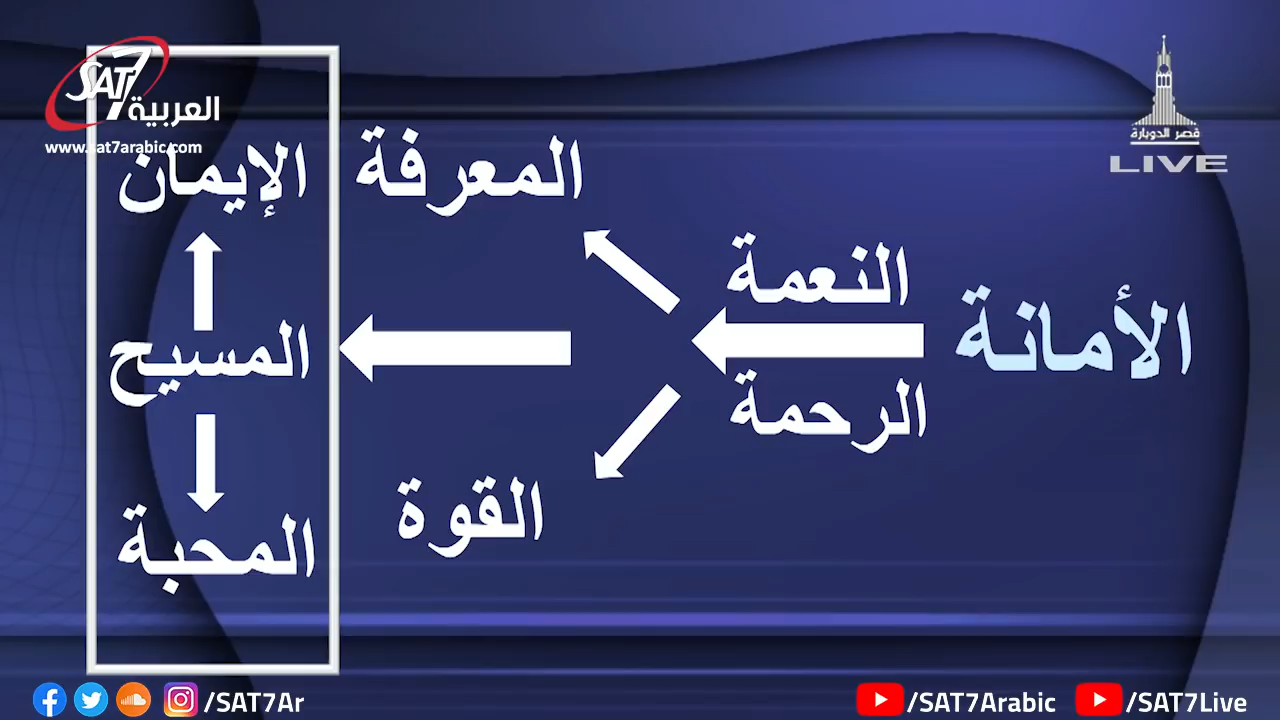 SAT7
العربية
www.sat7arabic.com
قصر الدوبارة
LIVE
الأمانة
النعمة
الرحمة
المعرفة
القوة
الإيمان
المسيح
المحبة
/SAT7Ar
/SAT7Arabic
/SAT7Live